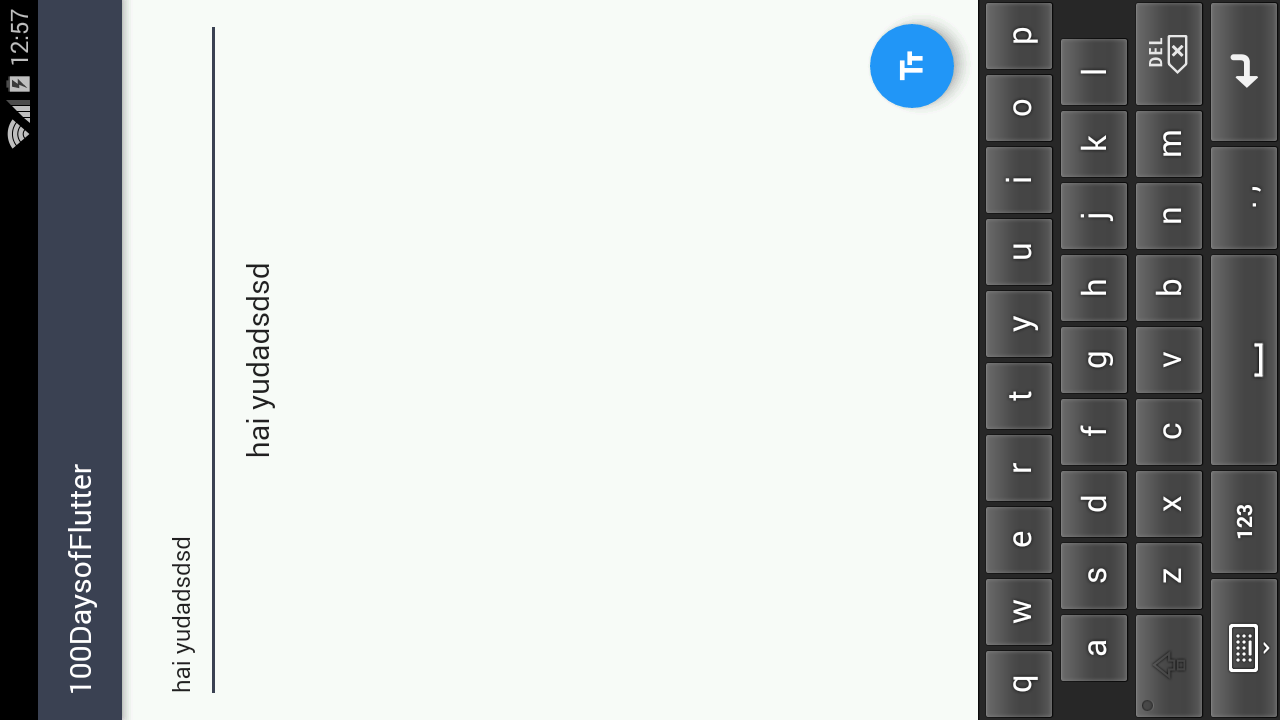 12:57
100DaysofFlutter
hai yudadsdsd
hai yudadsdsd
Tт
q w e r t y u i o p
a s d f g h j k l
z x c v b n m DEL
123 . ,